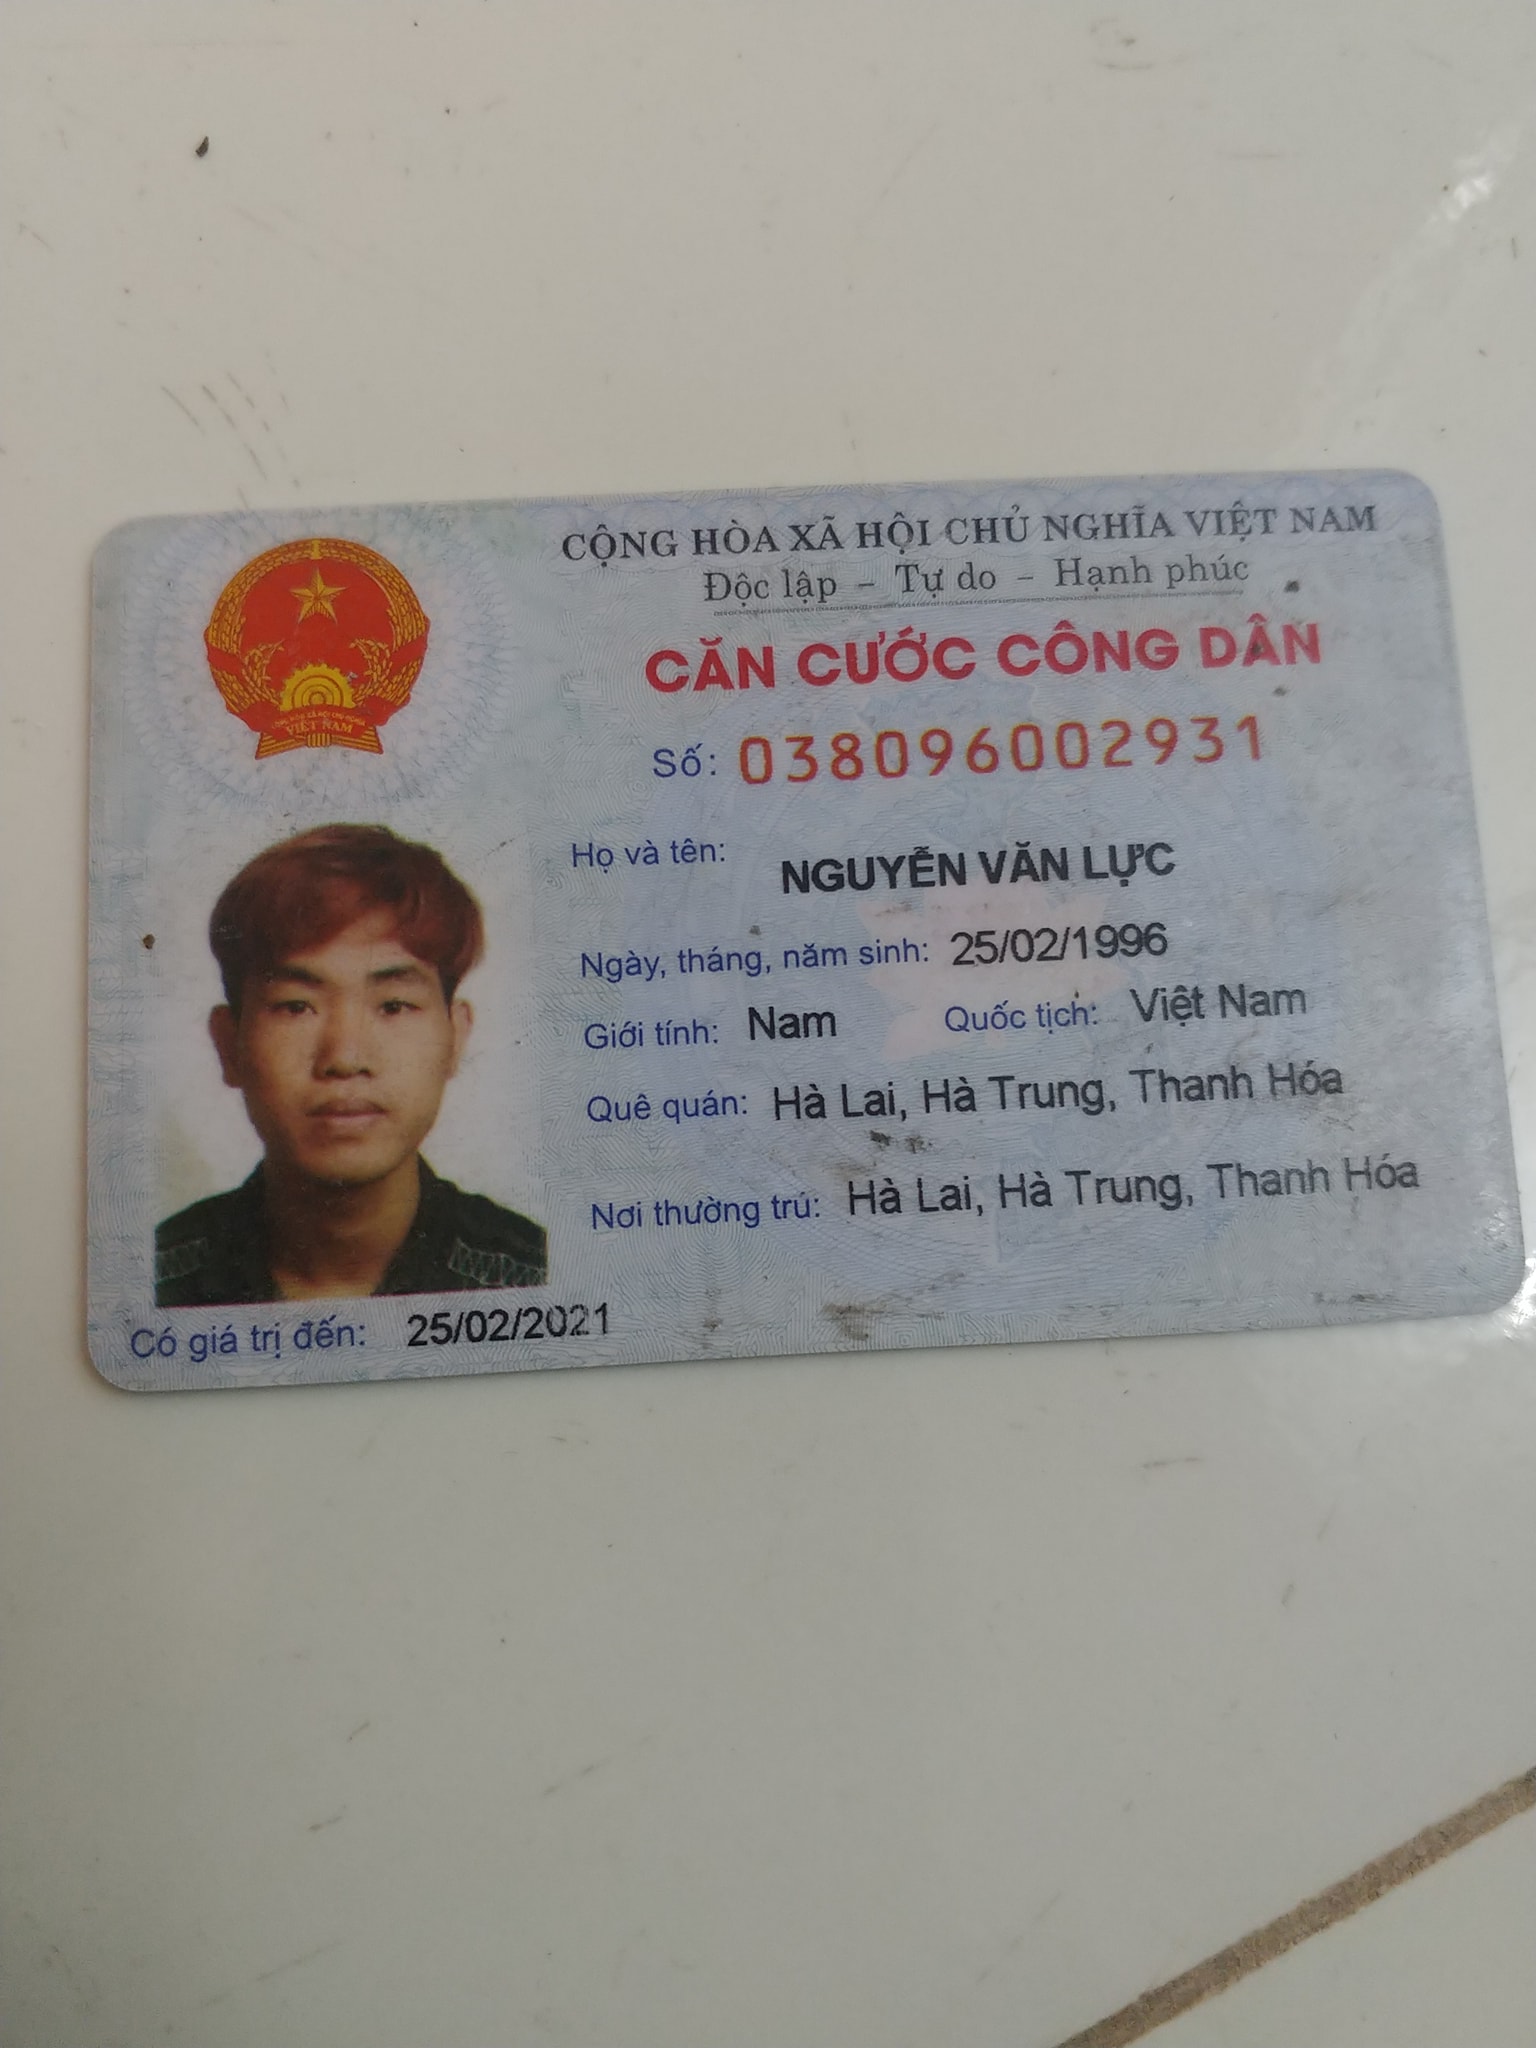 CỘNG HÒA XÃ HỘI CHỦ NGHĨA VIỆT NAM
Độc lập - Tự do - Hạnh phúc
CĂN CƯỚC CÔNG DÂN
Số: 038096002931
Họ và tên: NGUYỄN VĂN LỰC
Ngày, tháng, năm sinh: 25/02/1996
Giới tính: Nam Quốc tịch: Việt Nam
Quê quán: Hà Lai, Hà Trung, Thanh Hóa
Nơi thường trú: Hà Lai, Hà Trung, Thanh Hóa
Có giá trị đến: 25/02/2021
VIỆT NAM